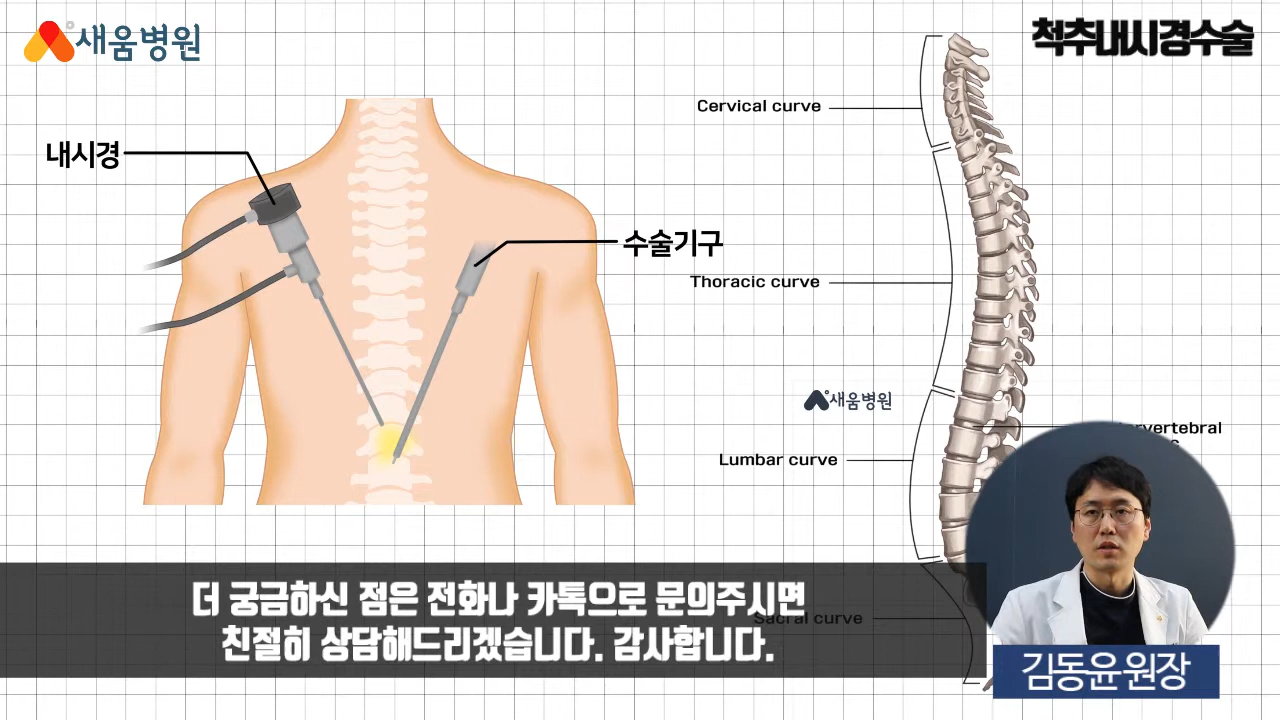 새움병원
척추내시경수술
Cervical curve
내시경
수술기구
Thoracic curve
새움병원
Lumbar curve
더 궁금하신 점은 전화나 카톡으로 문의주시면
친절히 상담해드리겠습니다. 감사합니다.
Sacral curve
김동윤 원장